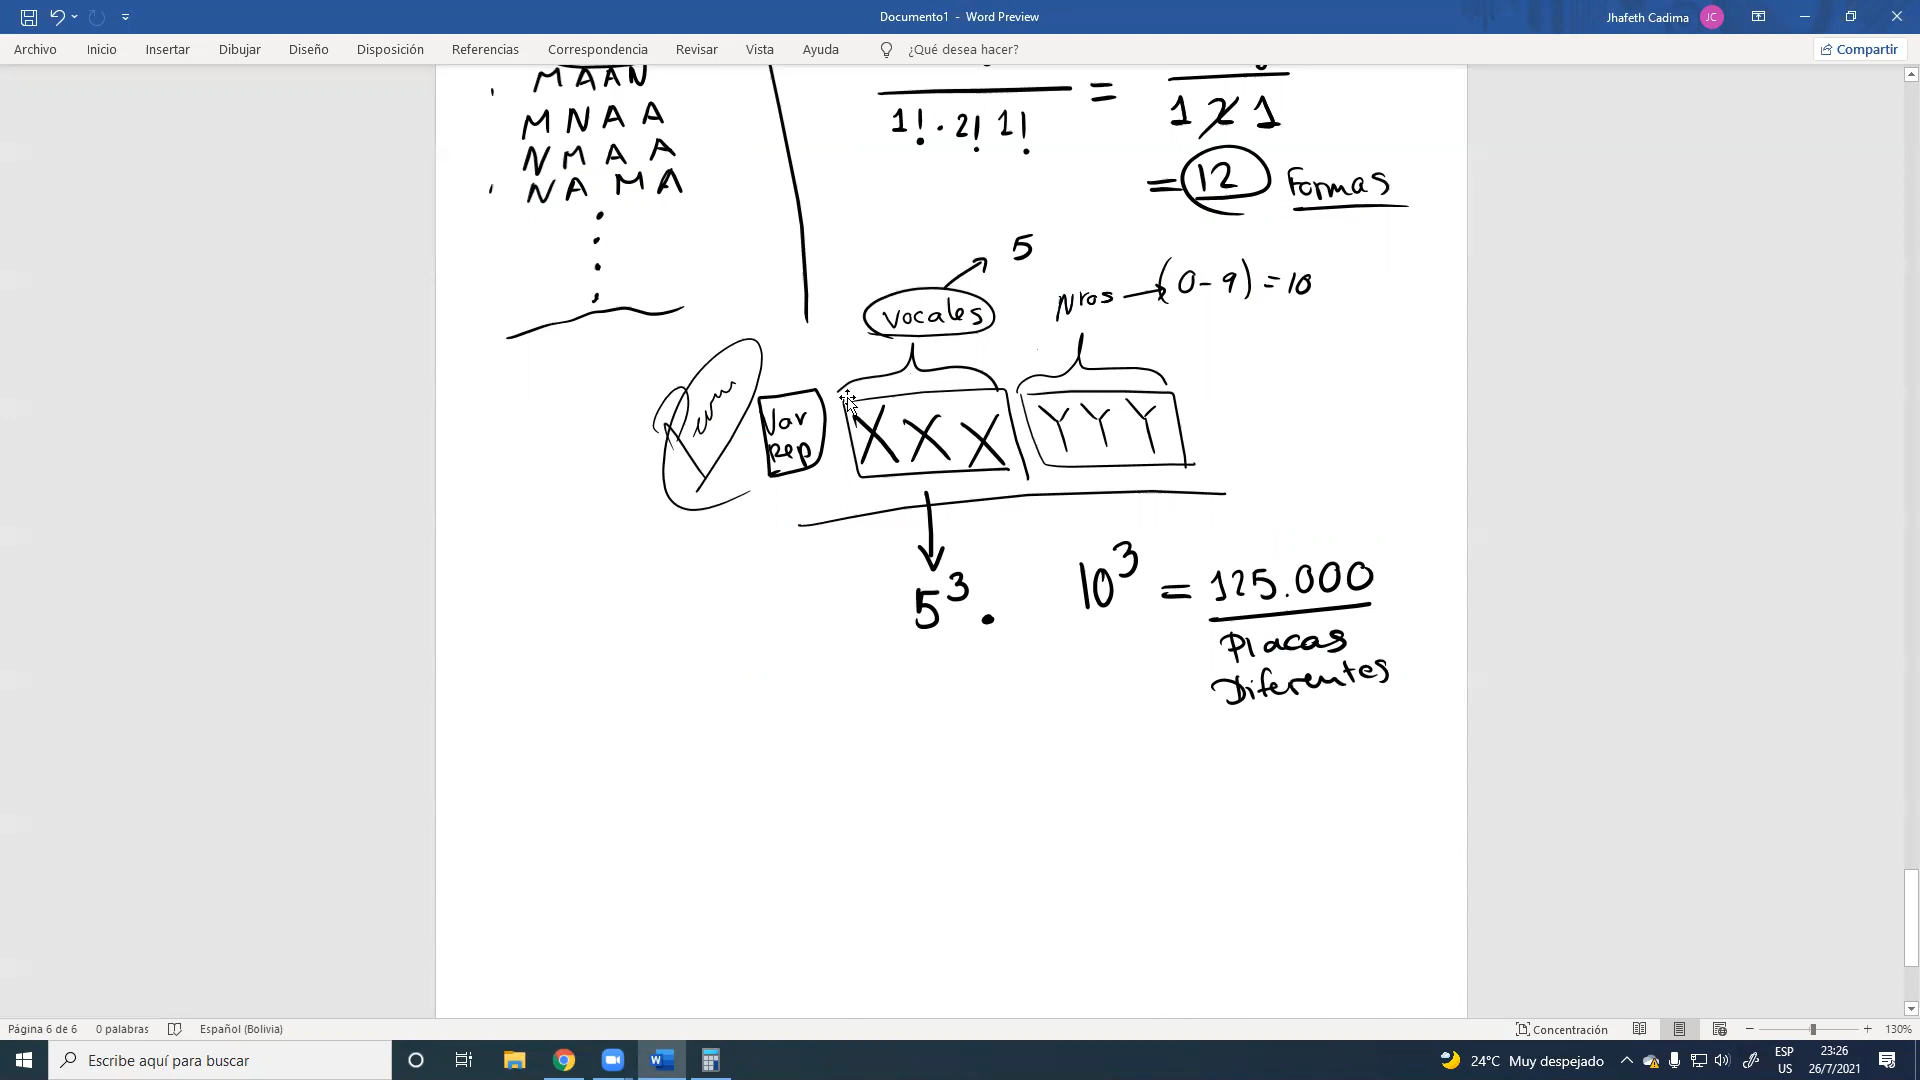 Documento1 - Word Preview
Jhafeth Cadima
JC
Archivo
Inicio
Insertar
Dibujar
Diseño
Disposición
Referencias
Correspondencia
Revisar
Vista
Ayuda
¿Qué desea hacer?
Compartir
MAAN
MNAA
NMAA
NAMA
1! · 2! 1!
=
1 2 1
= 12 Formas
5
Vocales
Nros
(0-9) = 10
Var
Rep
XXX
YYY
5³ · 10³ = 125.000
Placas
Diferentes
Página 6 de 6
0 palabras
Español (Bolivia)
Concentración
130%
Escribe aquí para buscar
24°C Muy despejado
ESP
US
23:26
26/7/2021